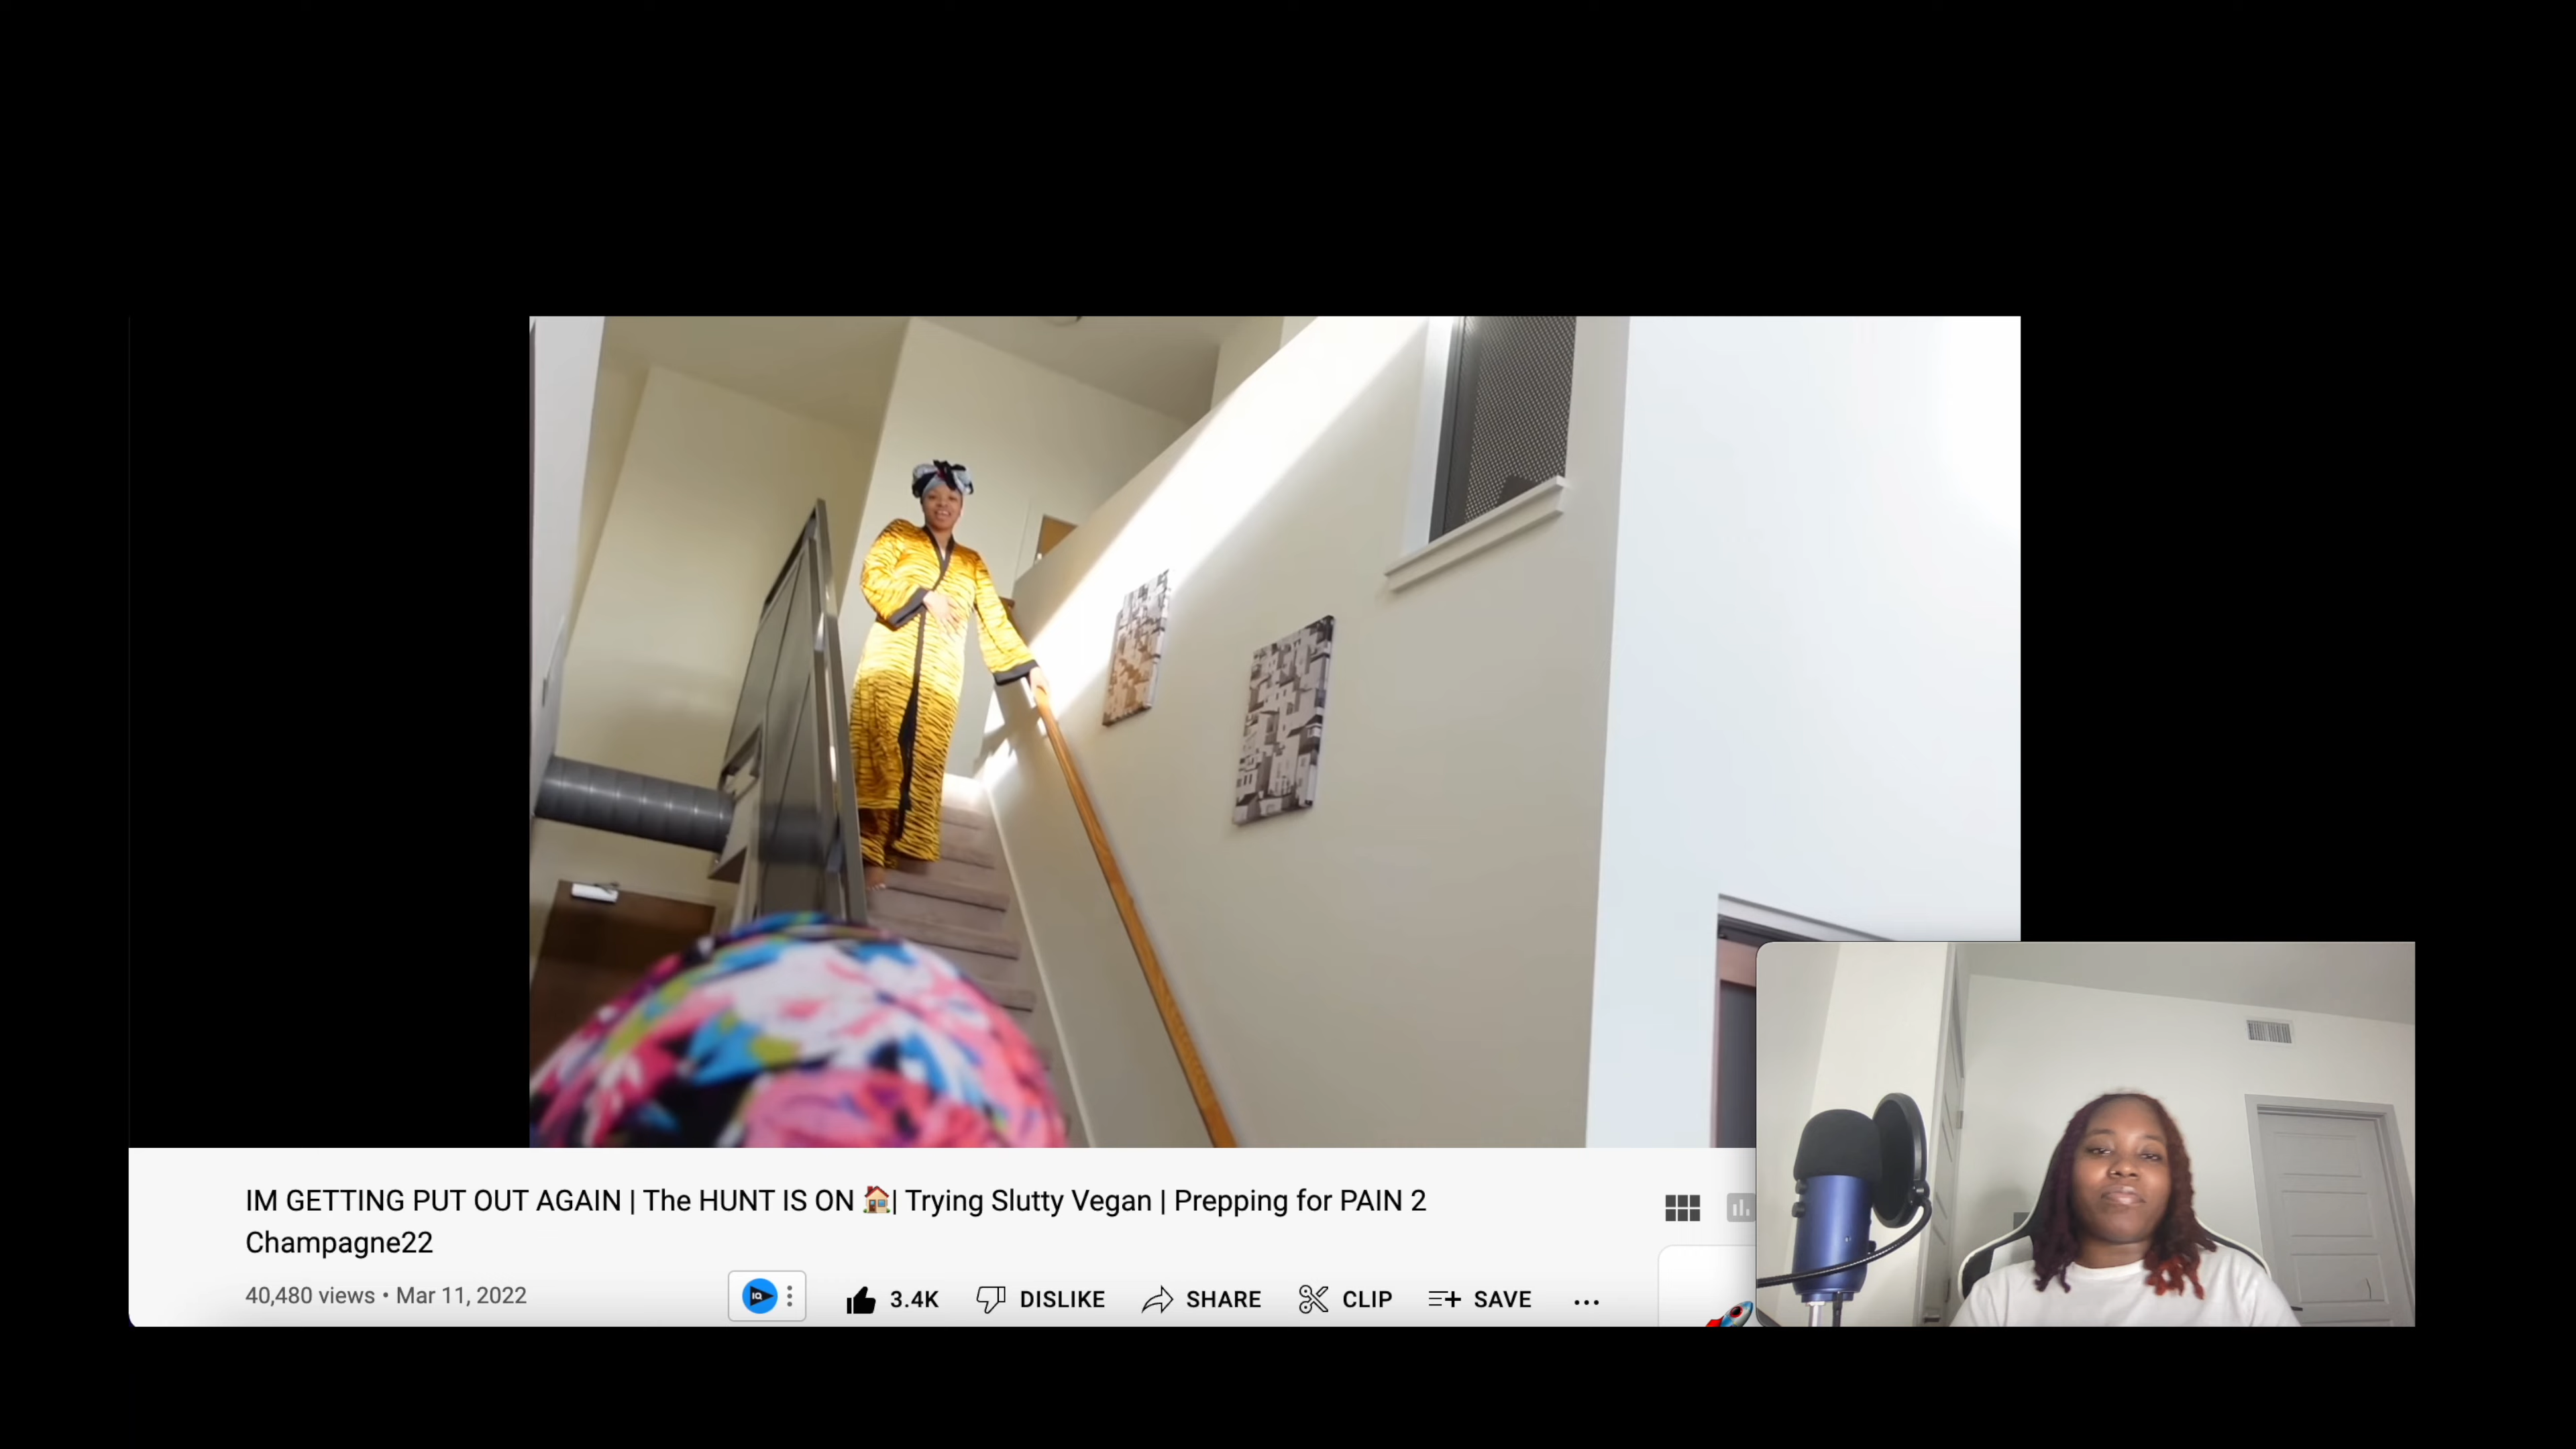 IM GETTING PUT OUT AGAIN | The HUNT IS ON 🏠| Trying Slutty Vegan | Prepping for PAIN 2
Champagne22
40,480 views • Mar 11, 2022
IQ
3.4K
DISLIKE
SHARE
CLIP
SAVE